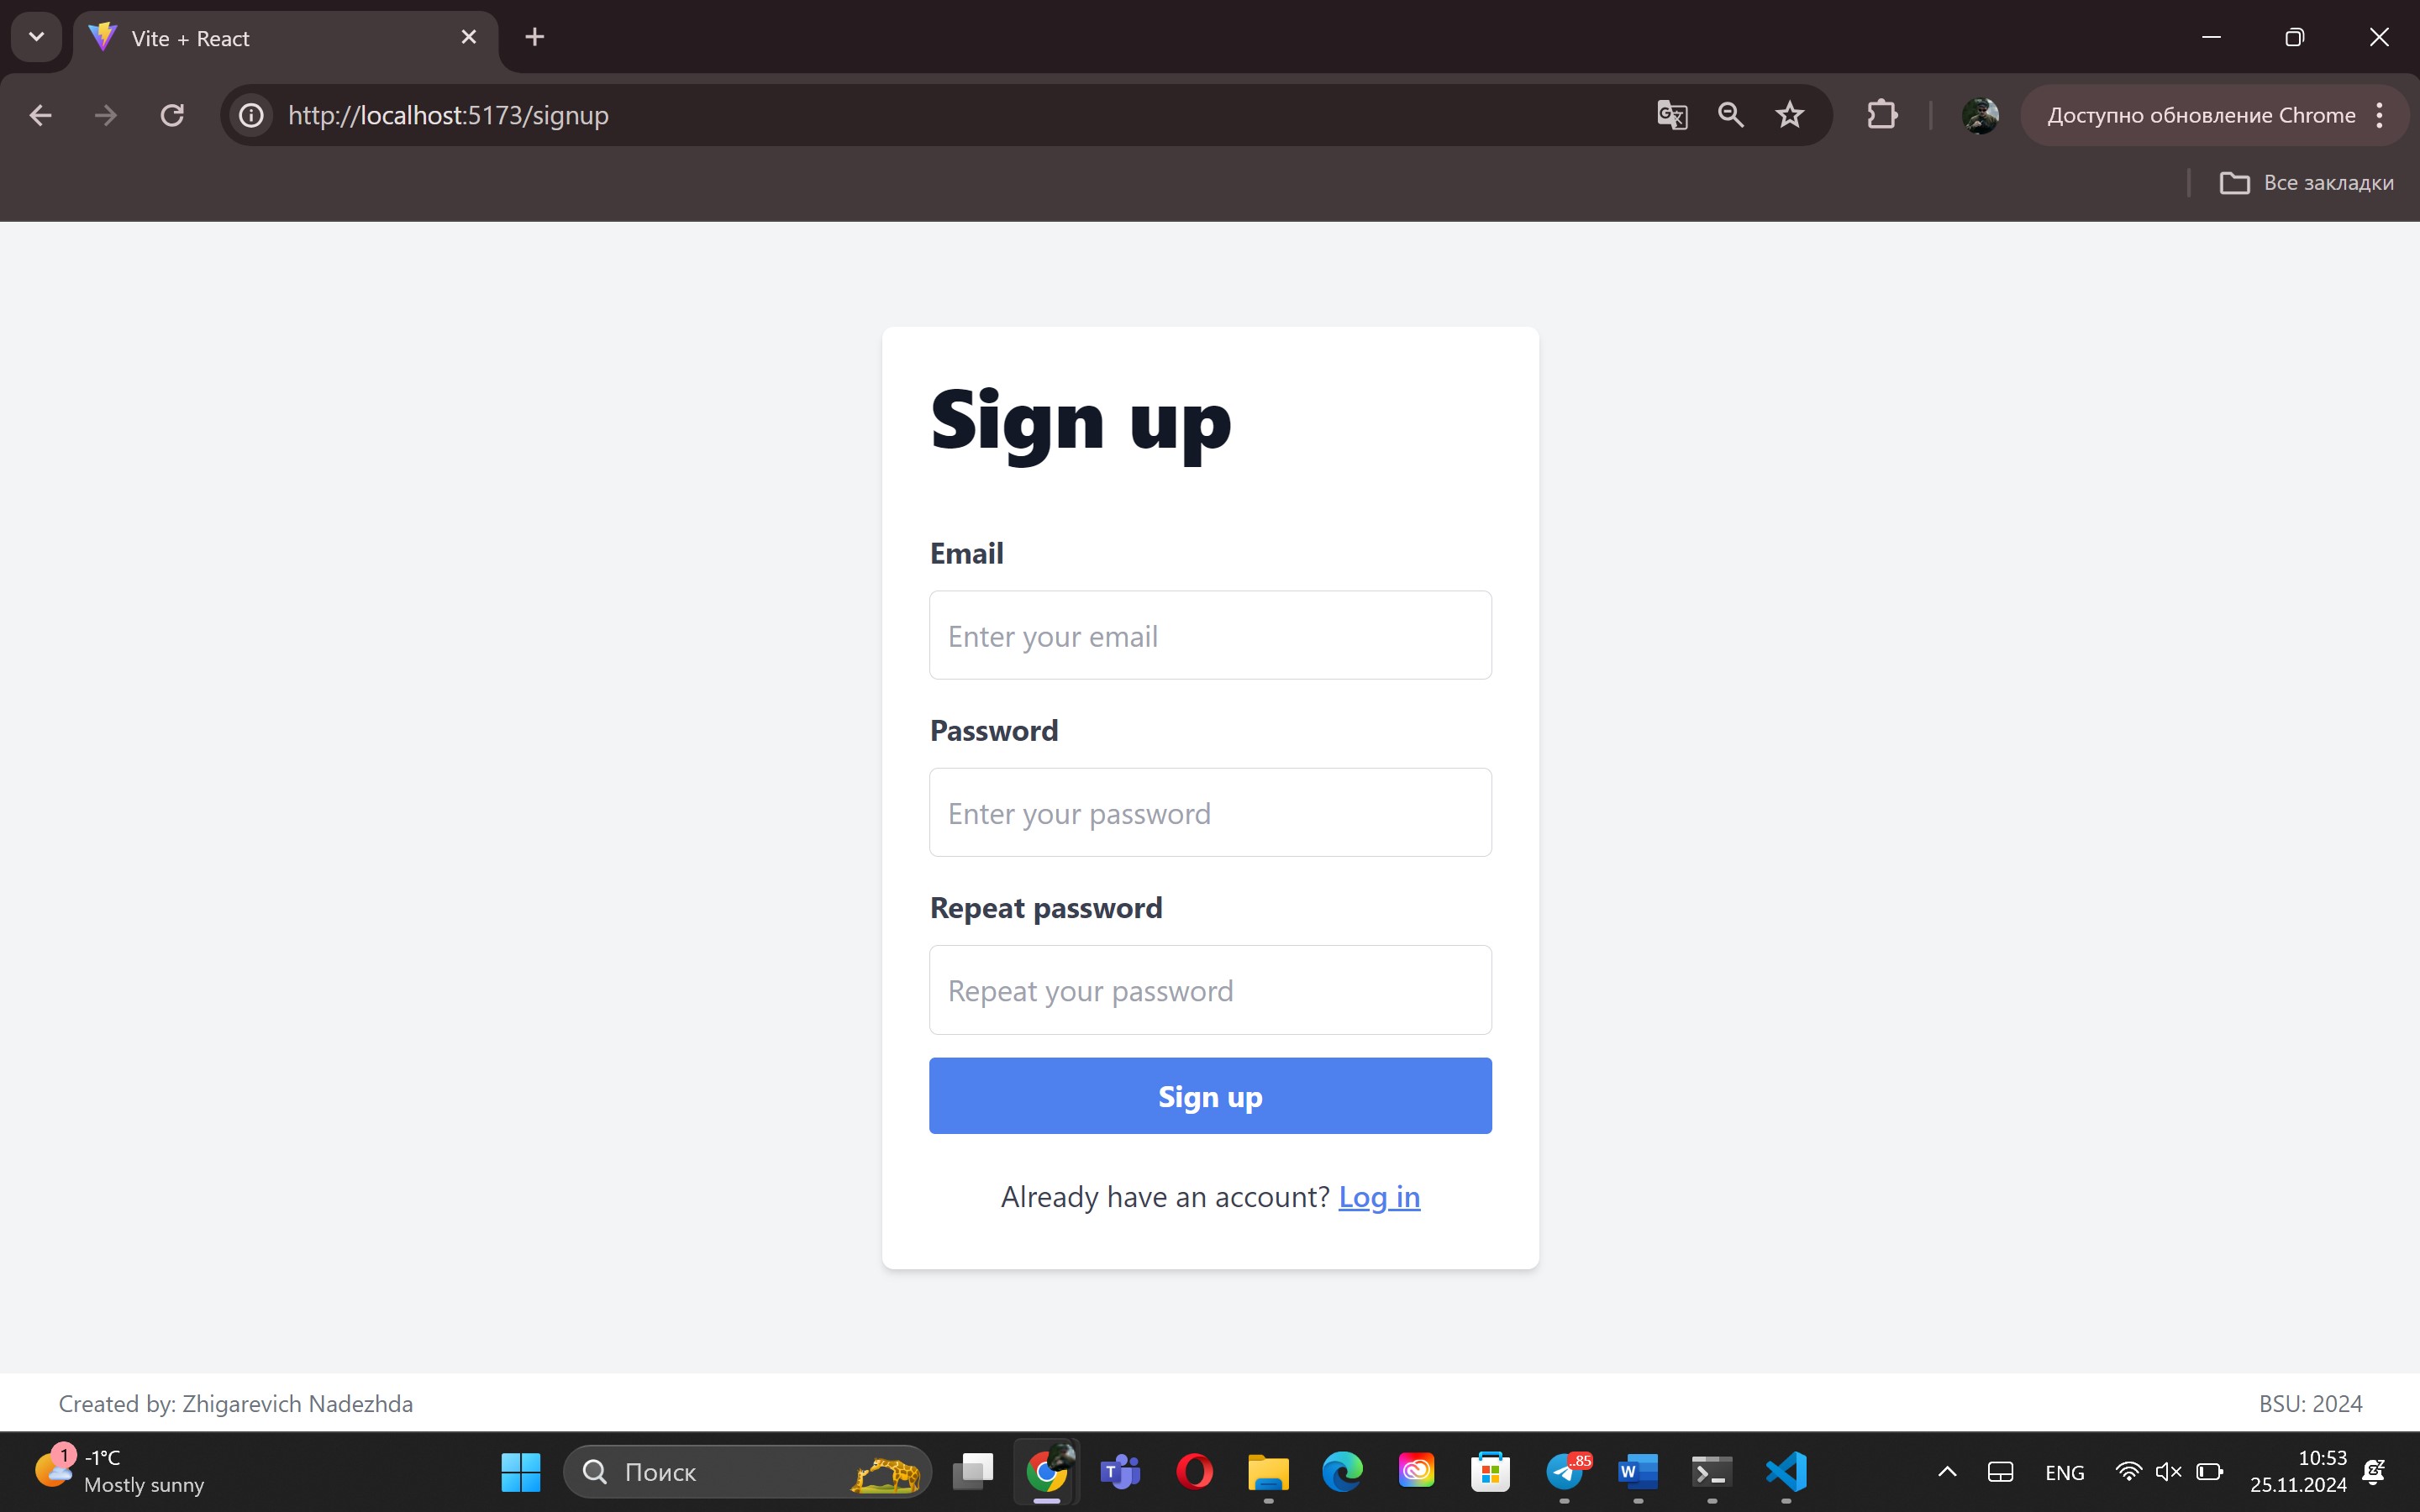 Vite + React
http://localhost:5173/signup
Доступно обновление Chrome
Все закладки
Sign up
Email
Enter your email
Password
Enter your password
Repeat password
Repeat your password
Sign up
Already have an account? Log in
Created by: Zhigarevich Nadezhda
BSU: 2024
1
-1°C
Mostly sunny
Поиск
..85
ENG
10:53
25.11.2024